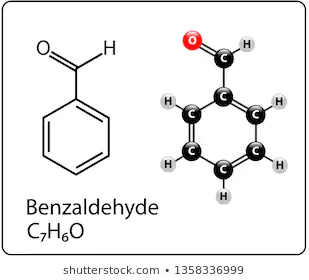 O H
O H
C
C
H C C H
H C C H
C
H
Benzaldehyde
C₇H₆O
shutterstock.com • 1358336999